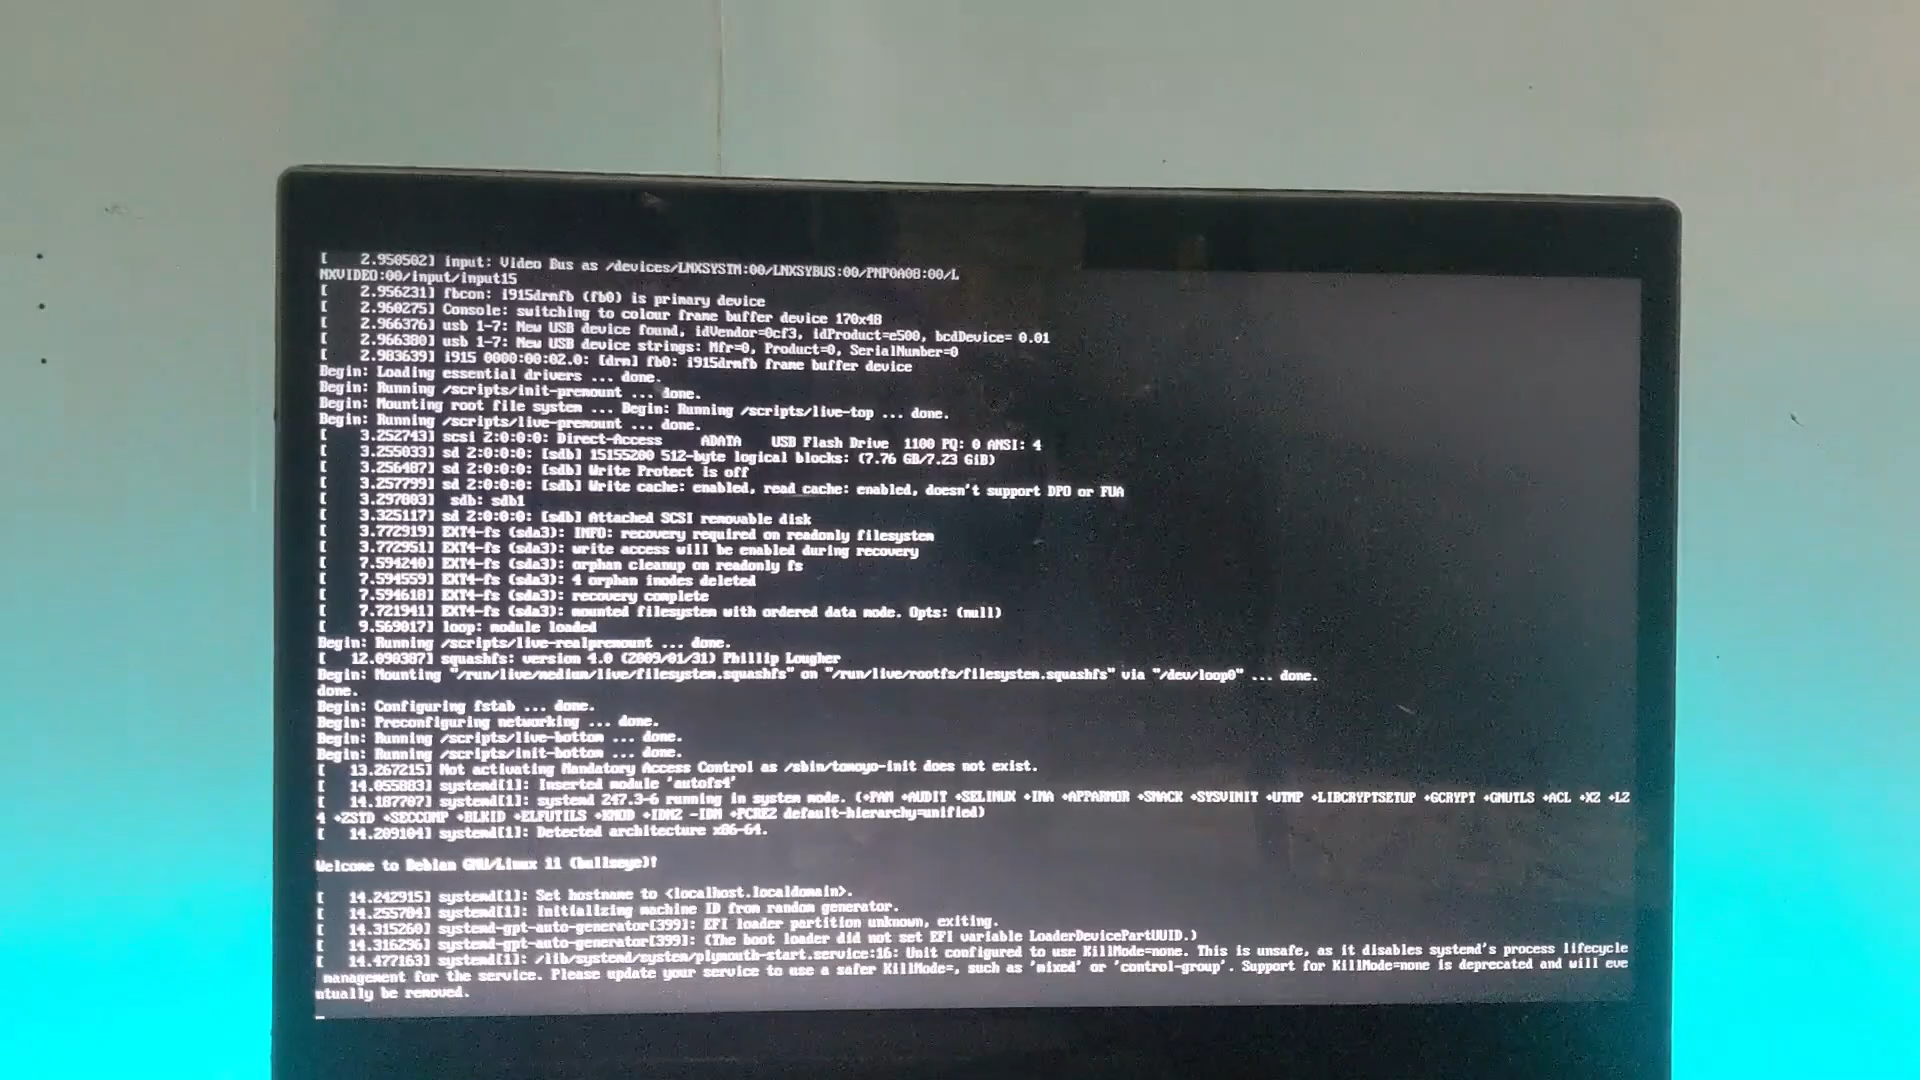 [    2.950502] input: Video Bus as /devices/LNXSYSTM:00/LNXSYBUS:00/PNP0A08:00/L
NXVIDEO:00/input/input15
[    2.956231] fbcon: i915drmfb (fb0) is primary device
[    2.960275] Console: switching to colour frame buffer device 170x48
[    2.966376] usb 1-7: New USB device found, idVendor=0cf3, idProduct=e500, bcdDevice= 0.01
[    2.966380] usb 1-7: New USB device strings: Mfr=0, Product=0, SerialNumber=0
[    2.983639] i915 0000:00:02.0: [drm] fb0: i915drmfb frame buffer device
Begin: Loading essential drivers ... done.
Begin: Running /scripts/init-premount ... done.
Begin: Mounting root file system ... Begin: Running /scripts/live-top ... done.
Begin: Running /scripts/live-premount ... done.
[    3.252743] scsi 2:0:0:0: Direct-Access     ADATA    USB Flash Drive  1100 PQ: 0 ANSI: 4
[    3.255033] sd 2:0:0:0: [sdb] 15155200 512-byte logical blocks: (7.76 GB/7.23 GiB)
[    3.256487] sd 2:0:0:0: [sdb] Write Protect is off
[    3.257799] sd 2:0:0:0: [sdb] Write cache: enabled, read cache: enabled, doesn't support DPO or FUA
[    3.297803]  sdb: sdb1
[    3.325117] sd 2:0:0:0: [sdb] Attached SCSI removable disk
[    3.772919] EXT4-fs (sda3): INFO: recovery required on readonly filesystem
[    3.772951] EXT4-fs (sda3): write access will be enabled during recovery
[    7.594240] EXT4-fs (sda3): orphan cleanup on readonly fs
[    7.594559] EXT4-fs (sda3): 4 orphan inodes deleted
[    7.594618] EXT4-fs (sda3): recovery complete
[    7.721941] EXT4-fs (sda3): mounted filesystem with ordered data mode. Opts: (null)
[    9.569017] loop: module loaded
Begin: Running /scripts/live-realpremount ... done.
[   12.090387] squashfs: version 4.0 (2009/01/31) Phillip Lougher
Begin: Mounting "/run/live/medium/live/filesystem.squashfs" on "/run/live/rootfs/filesystem.squashfs" via "/dev/loop0" ... done.
done.
Begin: Configuring fstab ... done.
Begin: Preconfiguring networking ... done.
Begin: Running /scripts/live-bottom ... done.
Begin: Running /scripts/init-bottom ... done.
[   13.267215] Not activating Mandatory Access Control as /sbin/tomoyo-init does not exist.
[   14.055883] systemd[1]: Inserted module 'autofs4'
[   14.187707] systemd[1]: systemd 247.3-6 running in system mode. (+PAM +AUDIT +SELINUX +IMA +APPARMOR +SMACK +SYSVINIT +UTMP +LIBCRYPTSETUP +GCRYPT +GNUTLS +ACL +XZ +LZ
4 +ZSTD +SECCOMP +BLKID +ELFUTILS +KMOD +IDN2 -IDN +PCRE2 default-hierarchy=unified)
[   14.209104] systemd[1]: Detected architecture x86-64.
Welcome to Debian GNU/Linux 11 (bullseye)!
[   14.242915] systemd[1]: Set hostname to <localhost.localdomain>.
[   14.255784] systemd[1]: Initializing machine ID from random generator.
[   14.315260] systemd-gpt-auto-generator[399]: EFI loader partition unknown, exiting.
[   14.316296] systemd-gpt-auto-generator[399]: (The boot loader did not set EFI variable LoaderDevicePartUUID.)
[   14.477163] systemd[1]: /lib/systemd/system/plymouth-start.service:16: Unit configured to use KillMode=none. This is unsafe, as it disables systemd's process lifecycle
management for the service. Please update your service to use a safer KillMode=, such as 'mixed' or 'control-group'. Support for KillMode=none is deprecated and will eve
ntually be removed.